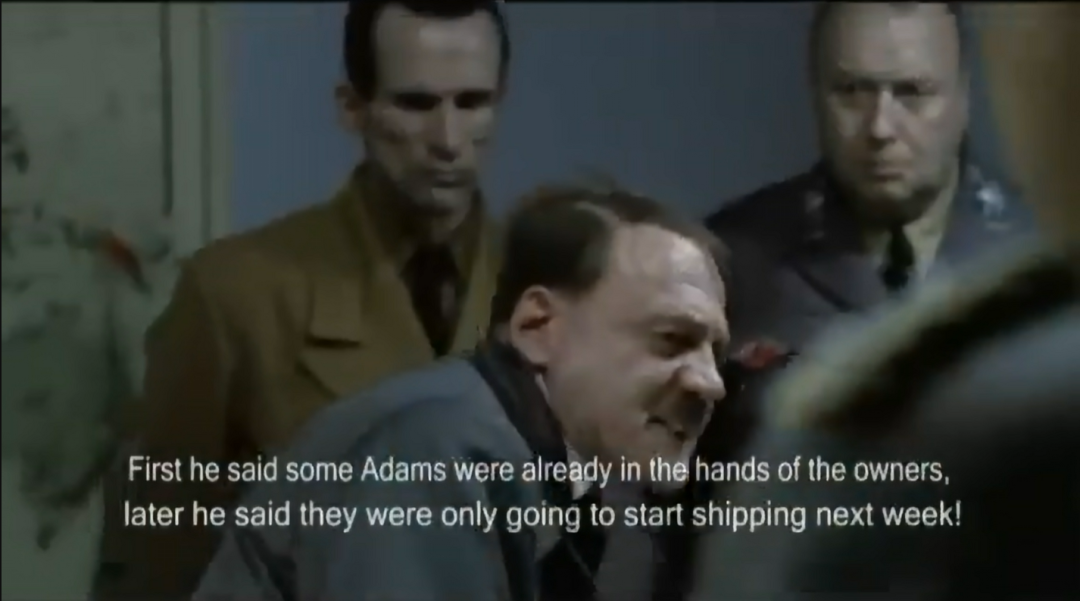 First he said some Adams were already in the hands of the owners,
later he said they were only going to start shipping next week!